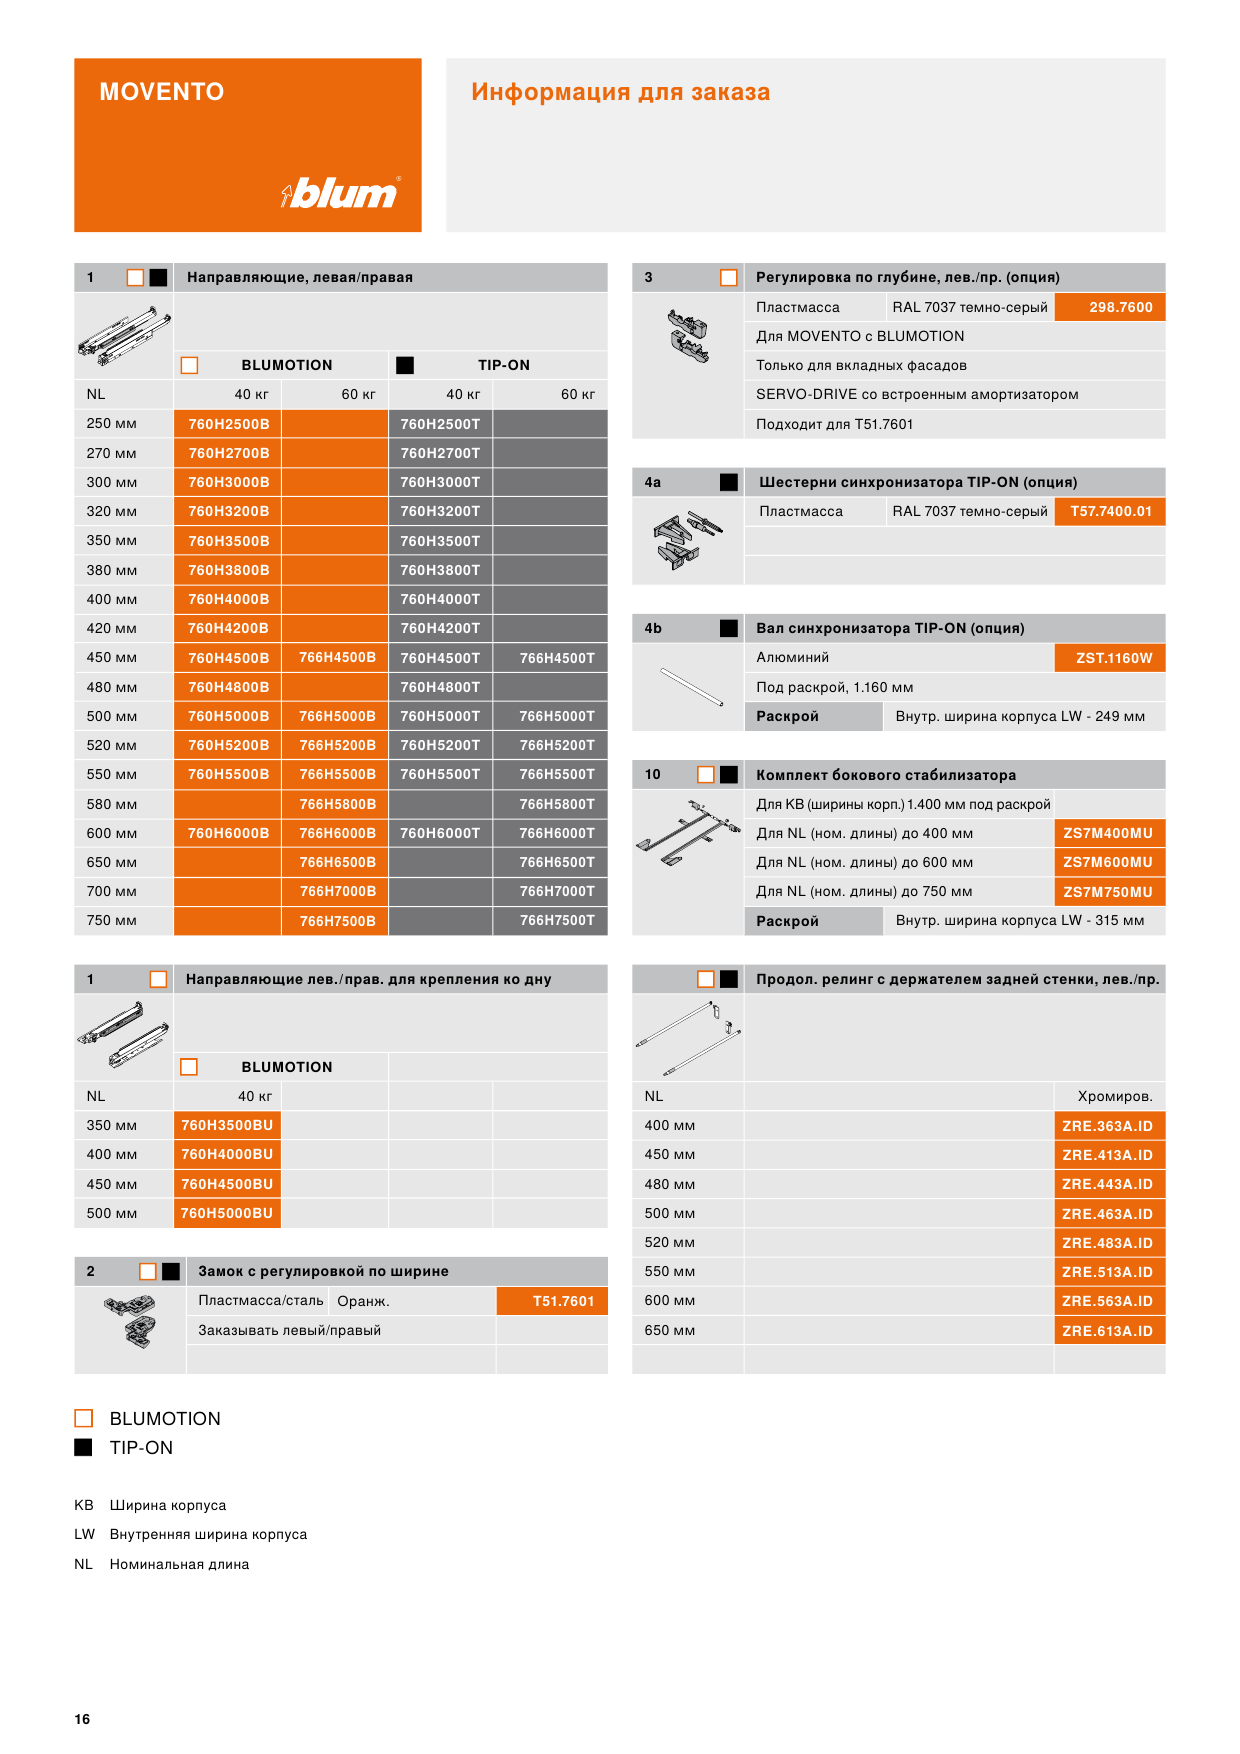 MOVENTO
blum®
Информация для заказа
1 Направляющие, левая/правая
BLUMOTION TIP-ON
NL 40 кг 60 кг 40 кг 60 кг
250 мм 760H2500B 760H2500T
270 мм 760H2700B 760H2700T
300 мм 760H3000B 760H3000T
320 мм 760H3200B 760H3200T
350 мм 760H3500B 760H3500T
380 мм 760H3800B 760H3800T
400 мм 760H4000B 760H4000T
420 мм 760H4200B 760H4200T
450 мм 760H4500B 766H4500B 760H4500T 766H4500T
480 мм 760H4800B 760H4800T
500 мм 760H5000B 766H5000B 760H5000T 766H5000T
520 мм 760H5200B 766H5200B 760H5200T 766H5200T
550 мм 760H5500B 766H5500B 760H5500T 766H5500T
580 мм 766H5800B 766H5800T
600 мм 760H6000B 766H6000B 760H6000T 766H6000T
650 мм 766H6500B 766H6500T
700 мм 766H7000B 766H7000T
750 мм 766H7500B 766H7500T
1 Направляющие лев./прав. для крепления ко дну
BLUMOTION
NL 40 кг
350 мм 760H3500BU
400 мм 760H4000BU
450 мм 760H4500BU
500 мм 760H5000BU
2 Замок с регулировкой по ширине
Пластмасса/сталь Оранж. T51.7601
Заказывать левый/правый
3 Регулировка по глубине, лев./пр. (опция)
Пластмасса RAL 7037 темно-серый 298.7600
Для MOVENTO с BLUMOTION
Только для вкладных фасадов
SERVO-DRIVE со встроенным амортизатором
Подходит для T51.7601
4a Шестерни синхронизатора TIP-ON (опция)
Пластмасса RAL 7037 темно-серый T57.7400.01
4b Вал синхронизатора TIP-ON (опция)
Алюминий ZST.1160W
Под раскрой, 1.160 мм
Раскрой Внутр. ширина корпуса LW - 249 мм
10 Комплект бокового стабилизатора
Для KB (ширины корп.) 1.400 мм под раскрой
Для NL (ном. длины) до 400 мм ZS7M400MU
Для NL (ном. длины) до 600 мм ZS7M600MU
Для NL (ном. длины) до 750 мм ZS7M750MU
Раскрой Внутр. ширина корпуса LW - 315 мм
Продол. релинг с держателем задней стенки, лев./пр.
NL Хромиров.
400 мм ZRE.363A.ID
450 мм ZRE.413A.ID
480 мм ZRE.443A.ID
500 мм ZRE.463A.ID
520 мм ZRE.483A.ID
550 мм ZRE.513A.ID
600 мм ZRE.563A.ID
650 мм ZRE.613A.ID
BLUMOTION
TIP-ON
KB Ширина корпуса
LW Внутренняя ширина корпуса
NL Номинальная длина
16